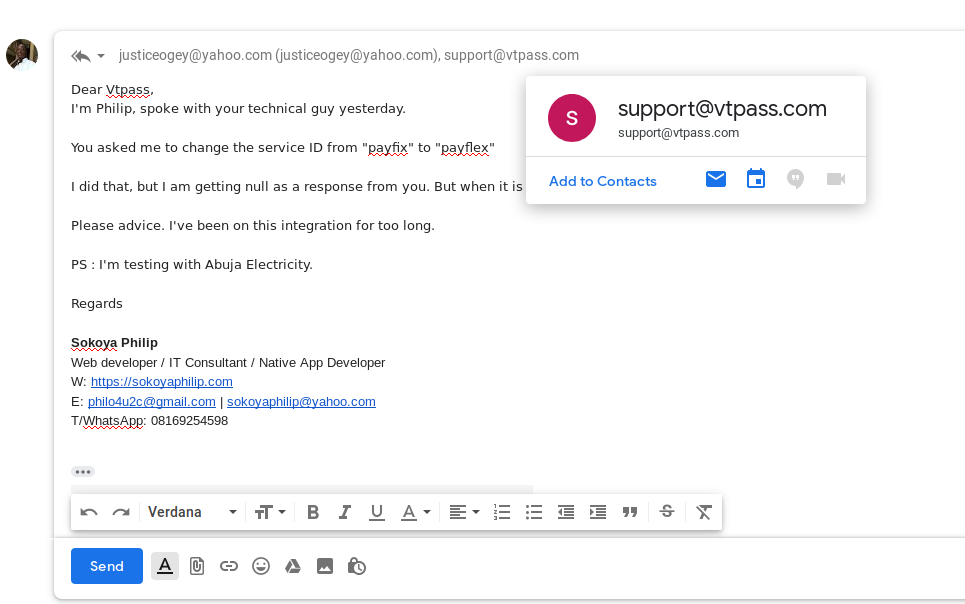 justiceogey@yahoo.com (justiceogey@yahoo.com), support@vtpass.com
Dear Vtpass,
I'm Philip, spoke with your technical guy yesterday.
You asked me to change the service ID from "payfix" to "payflex"
I did that, but I am getting null as a response from you. But when it is
Please advice. I've been on this integration for too long.
PS : I'm testing with Abuja Electricity.
Regards
Sokoya Philip
Web developer / IT Consultant / Native App Developer
W: https://sokoyaphilip.com
E: philo4u2c@gmail.com | sokoyaphilip@yahoo.com
T/WhatsApp: 08169254598
S
support@vtpass.com
support@vtpass.com
Add to Contacts
Verdana
Send